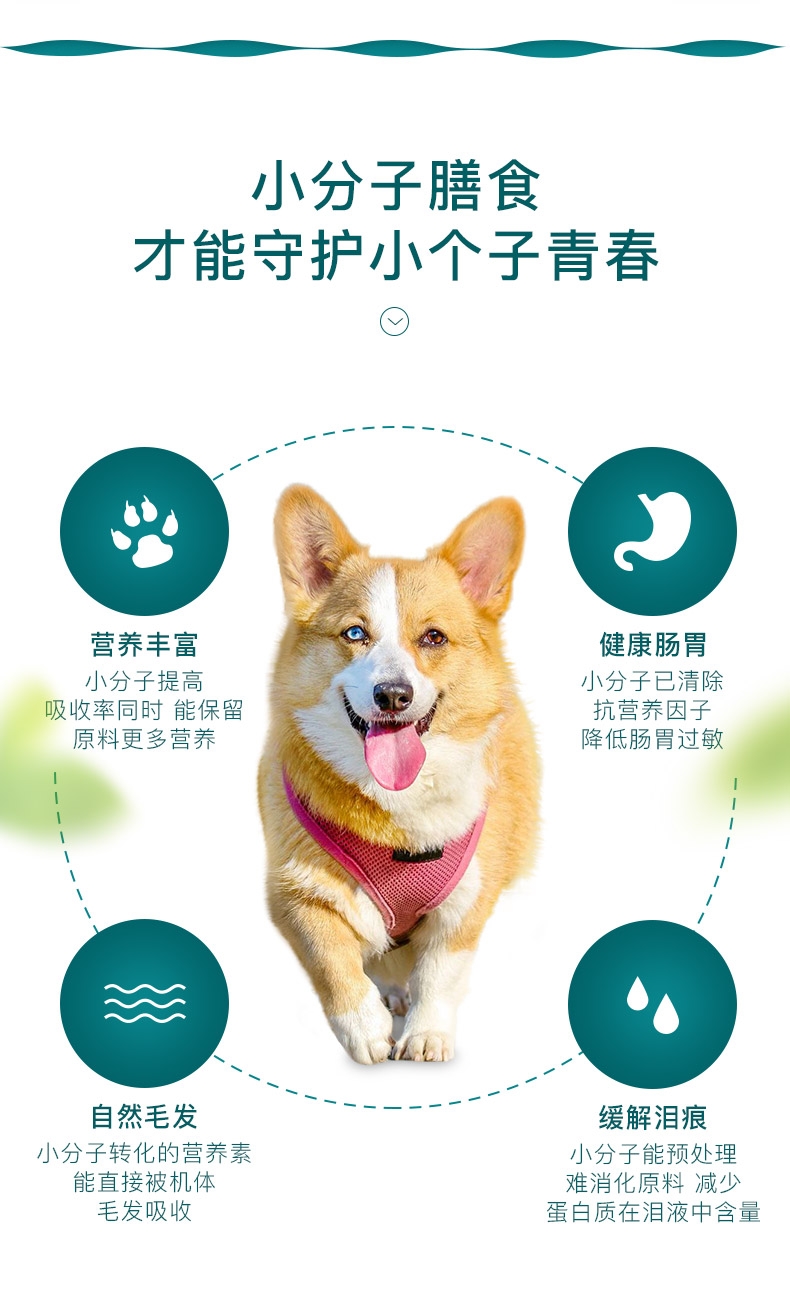 小分子膳食
才能守护小个子青春
营养丰富
小分子提高
吸收率同时 能保留
原料更多营养
健康肠胃
小分子已清除
抗营养因子
降低肠胃过敏
自然毛发
小分子转化的营养素
能直接被机体
毛发吸收
缓解泪痕
小分子能预处理
难消化原料 减少
蛋白质在泪液中含量